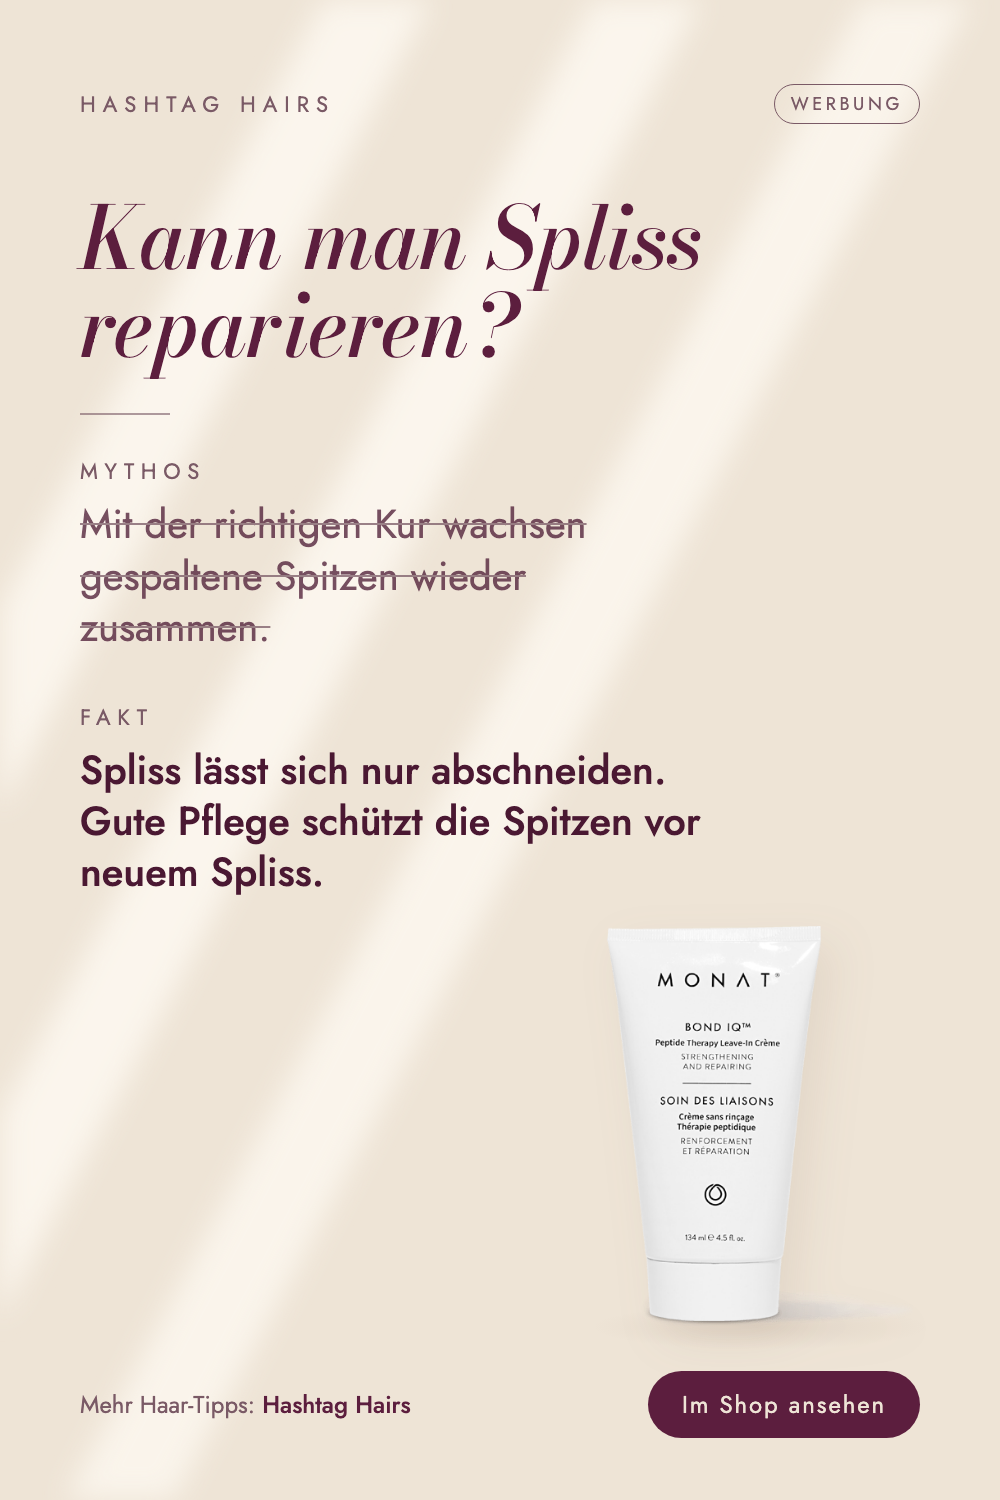 HASHTAG HAIRS
WERBUNG
Kann man Spliss
reparieren?
MYTHOS
Mit der richtigen Kur wachsen
gespaltene Spitzen wieder
zusammen.
FAKT
Spliss lässt sich nur abschneiden.
Gute Pflege schützt die Spitzen vor
neuem Spliss.
MONAT®
BOND IQ™
Peptide Therapy Leave-In Crème
STRENGTHENING
AND REPAIRING
SOIN DES LIAISONS
Crème sans rinçage
Thérapie peptidique
RENFORCEMENT
ET RÉPARATION
134 ml ℮ 4.5 fl. oz.
Mehr Haar-Tipps: Hashtag Hairs
Im Shop ansehen